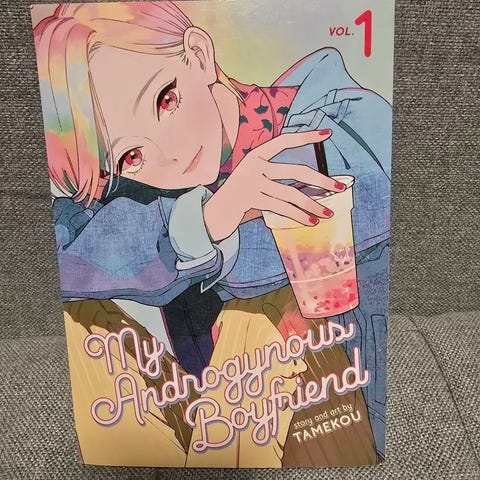 VOL. 1
My
Androgynous
Boyfriend
story and art by
TAMEKOU